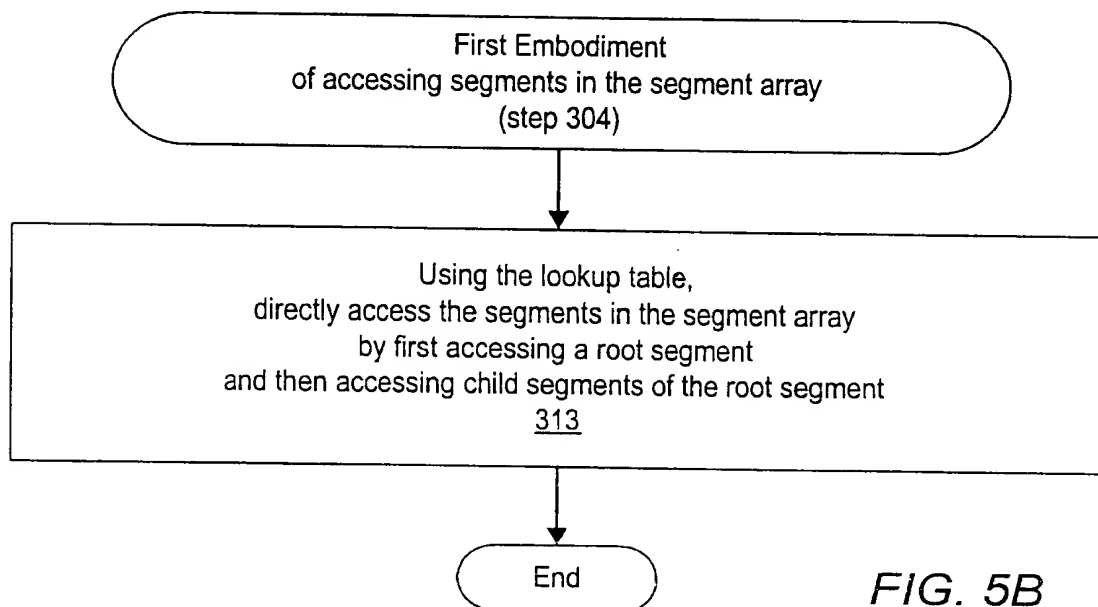 First Embodiment
of accessing segments in the segment array
(step 304)
Using the lookup table,
directly access the segments in the segment array
by first accessing a root segment
and then accessing child segments of the root segment
313
End
FIG. 5B